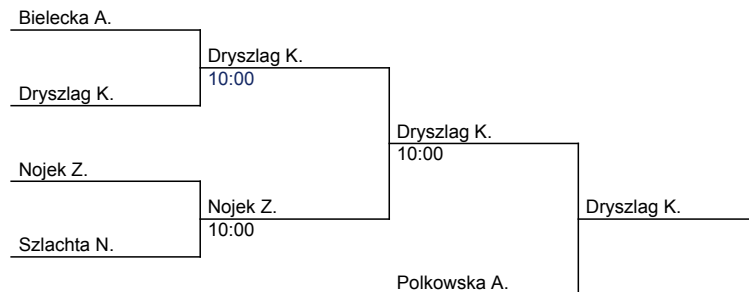 Bielecka A.
Dryszlag K.
10:00
Dryszlag K.
Dryszlag K.
10:00
Nojek Z.
Nojek Z.
10:00
Dryszlag K.
Szlachta N.
Polkowska A.